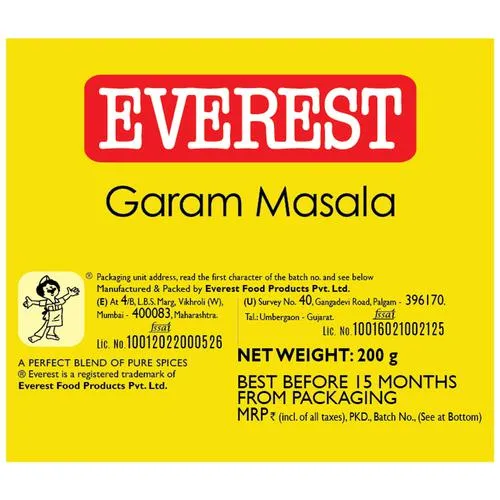 EVEREST
Garam Masala
® Packaging unit address, read the first character of the batch no. and see below
Manufactured & Packed by Everest Food Products Pvt. Ltd.
(E) At 4/B, L.B.S. Marg, Vikhroli (W),
Mumbai - 400083, Maharashtra.
fssai
Lic. No. 10012022000526
(U) Survey No. 40, Gangadevi Road, Palgam - 396170.
Tal.: Umbergaon - Gujarat.
fssai
Lic. No. 10016021002125
A PERFECT BLEND OF PURE SPICES
® Everest is a registered trademark of
Everest Food Products Pvt. Ltd.
NET WEIGHT: 200 g
BEST BEFORE 15 MONTHS
FROM PACKAGING
MRP ₹ (incl. of all taxes), PKD., Batch No., (See at Bottom)